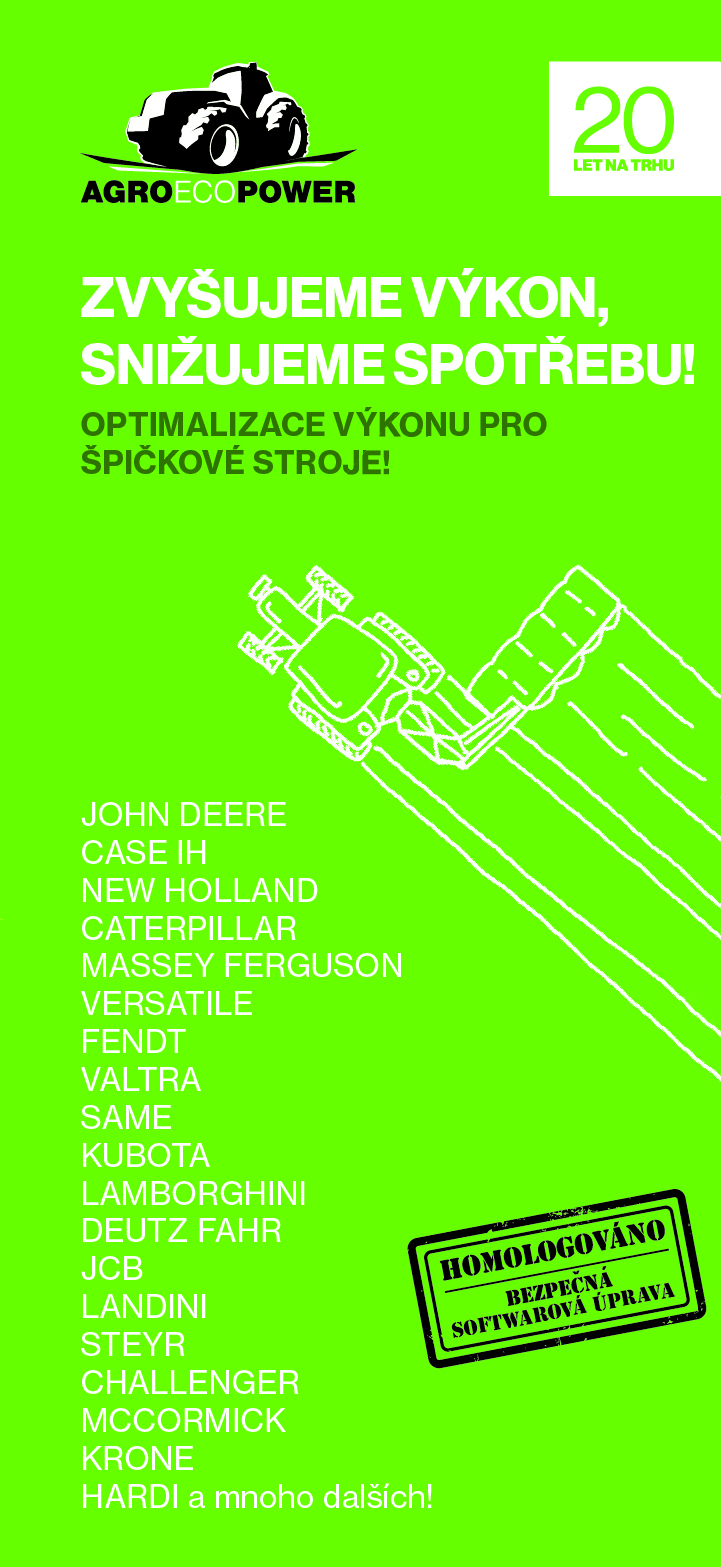 AGROECOPOWER
20
LET NA TRHU
ZVYŠUJEME VÝKON,
SNIŽUJEME SPOTŘEBU!
OPTIMALIZACE VÝKONU PRO
ŠPIČKOVÉ STROJE!
JOHN DEERE
CASE IH
NEW HOLLAND
CATERPILLAR
MASSEY FERGUSON
VERSATILE
FENDT
VALTRA
SAME
KUBOTA
LAMBORGHINI
DEUTZ FAHR
JCB
LANDINI
STEYR
CHALLENGER
MCCORMICK
KRONE
HARDI a mnoho dalších!
HOMOLOGOVÁNO
BEZPEČNÁ
SOFTWAROVÁ ÚPRAVA